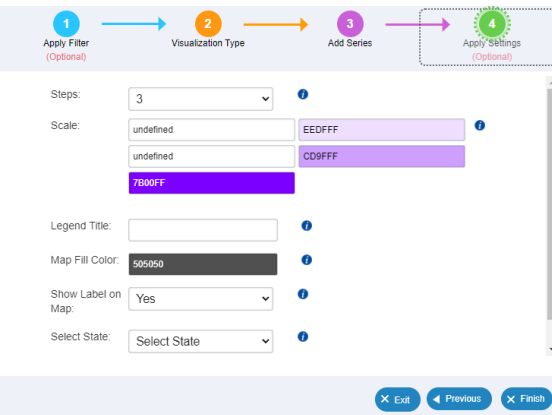 1 2 3 4
Apply Filter Visualization Type Add Series Apply Settings
(Optional) (Optional)
Steps: 3
Scale: undefined EEDFFF
undefined CD9FFF
7B00FF
Legend Title:
Map Fill Color: 505050
Show Label on Map: Yes
Select State: Select State
Exit Previous Finish